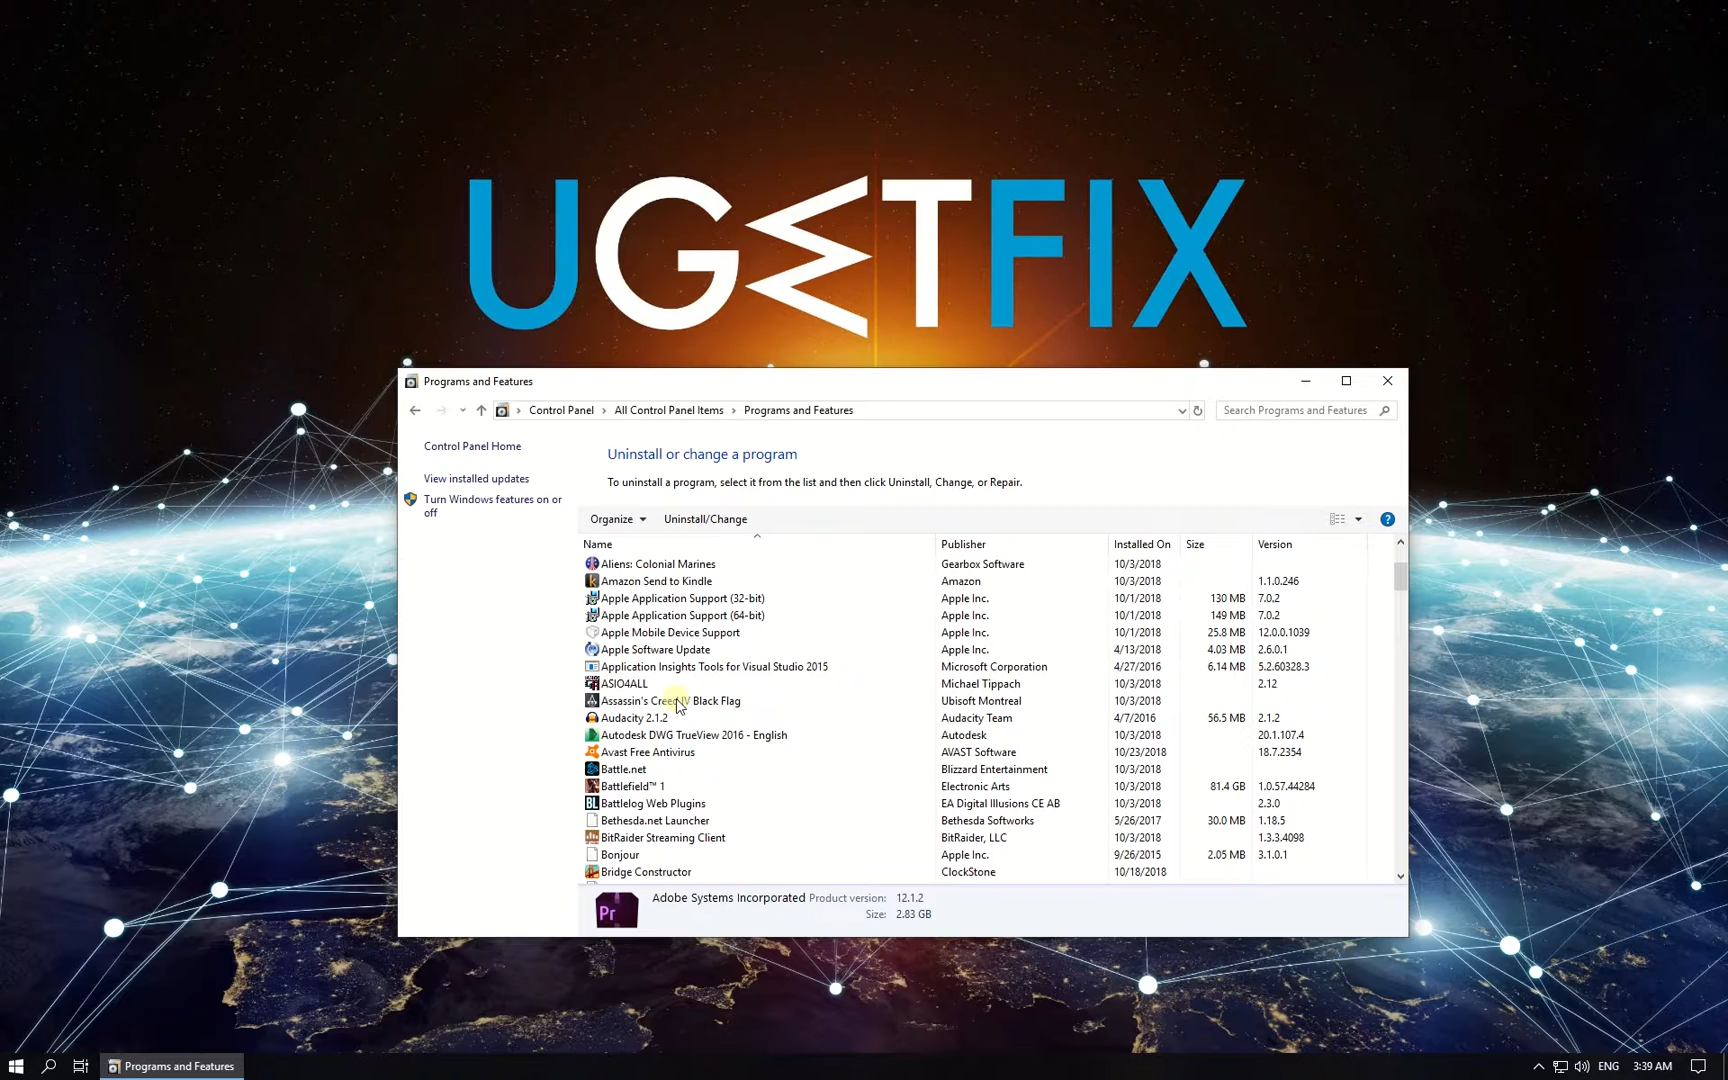 UGETFIX
Programs and Features
Control Panel > All Control Panel Items > Programs and Features
Search Programs and Features
Control Panel Home
View installed updates
Turn Windows features on or
off
Uninstall or change a program
To uninstall a program, select it from the list and then click Uninstall, Change, or Repair.
Organize Uninstall/Change
Name Publisher Installed On Size Version
Aliens: Colonial Marines Gearbox Software 10/3/2018
Amazon Send to Kindle Amazon 10/3/2018 1.1.0.246
Apple Application Support (32-bit) Apple Inc. 10/1/2018 130 MB 7.0.2
Apple Application Support (64-bit) Apple Inc. 10/1/2018 149 MB 7.0.2
Apple Mobile Device Support Apple Inc. 10/1/2018 25.8 MB 12.0.0.1039
Apple Software Update Apple Inc. 4/13/2018 4.03 MB 2.6.0.1
Application Insights Tools for Visual Studio 2015 Microsoft Corporation 4/27/2016 6.14 MB 5.2.60328.3
ASIO4ALL Michael Tippach 10/3/2018 2.12
Assassin's Creed IV Black Flag Ubisoft Montreal 10/3/2018
Audacity 2.1.2 Audacity Team 4/7/2016 56.5 MB 2.1.2
Autodesk DWG TrueView 2016 - English Autodesk 10/3/2018 20.1.107.4
Avast Free Antivirus AVAST Software 10/23/2018 18.7.2354
Battle.net Blizzard Entertainment 10/3/2018
Battlefield™ 1 Electronic Arts 10/3/2018 81.4 GB 1.0.57.44284
BL Battlelog Web Plugins EA Digital Illusions CE AB 10/3/2018 2.3.0
Bethesda.net Launcher Bethesda Softworks 5/26/2017 30.0 MB 1.18.5
BitRaider Streaming Client BitRaider, LLC 10/3/2018 1.3.3.4098
Bonjour Apple Inc. 9/26/2015 2.05 MB 3.1.0.1
Bridge Constructor ClockStone 10/18/2018
Pr Adobe Systems Incorporated Product version: 12.1.2
Size: 2.83 GB
Programs and Features ENG 3:39 AM